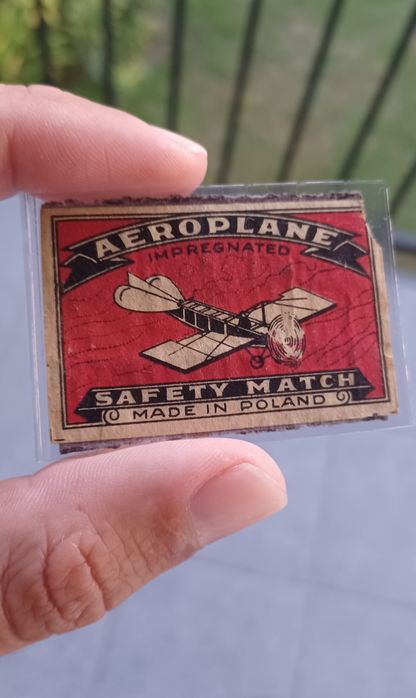 AEROPLANE
IMPREGNATED
SAFETY MATCH
MADE IN POLAND